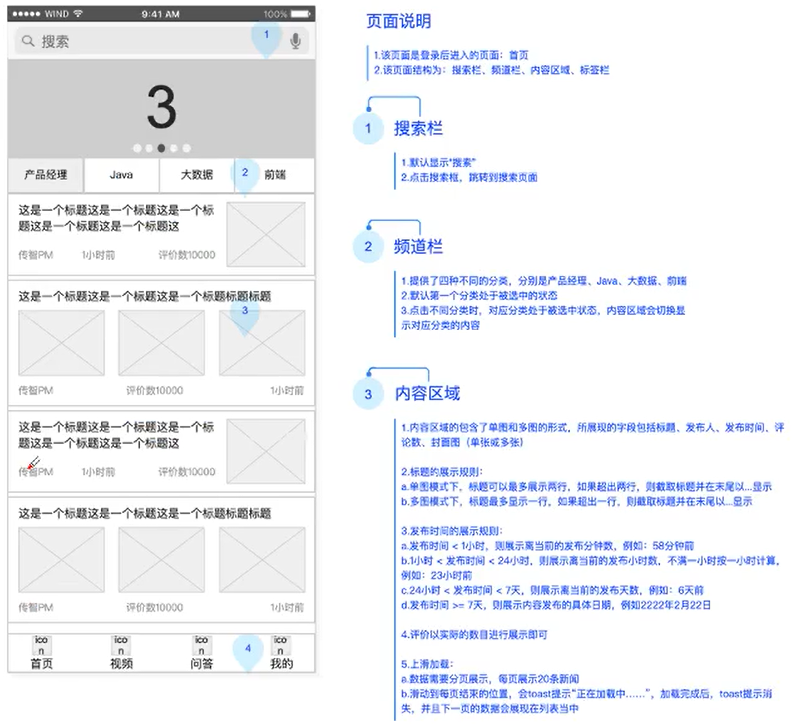 WIND 9:41 AM 100%
搜索
1
3
产品经理 Java 大数据 2 前端
这是一个标题这是一个标题这是一个标
题这是一个标题这是一个标题这
传智PM 1小时前 评价数10000
这是一个标题这是一个标题这是一个标题标题标题
3
传智PM 评价数10000 1小时前
这是一个标题这是一个标题这是一个标
题这是一个标题这是一个标题这
传智PM 1小时前 评价数10000
这是一个标题这是一个标题这是一个标题标题标题
传智PM 评价数10000 1小时前
ico ico ico ico
n n n 4 n
首页 视频 问答 我的
页面说明
1.该页面是登录后进入的页面：首页
2.该页面结构为：搜索栏、频道栏、内容区域、标签栏
1 搜索栏
1.默认显示“搜索”
2.点击搜索框，跳转到搜索页面
2 频道栏
1.提供了四种不同的分类，分别是产品经理、Java、大数据、前端
2.默认第一个分类处于被选中的状态
3.点击不同分类时，对应分类处于被选中状态，内容区域会切换显
示对应分类的内容
3 内容区域
1.内容区域的包含了单图和多图的形式，所展现的字段包括标题、发布人、发布时间、评
论数、封面图（单张或多张）
2.标题的展示规则：
a.单图模式下，标题可以最多展示两行，如果超出两行，则截取标题并在末尾以...显示
b.多图模式下，标题最多显示一行，如果超出一行，则截取标题并在末尾以...显示
3.发布时间的展示规则：
a.发布时间 < 1小时，则展示离当前的发布分钟数，例如：58分钟前
b.1小时 < 发布时间 < 24小时，则展示离当前的发布小时数，不满一小时按一小时计算，
例如：23小时前
c.24小时 < 发布时间 < 7天，则展示离当前的发布天数，例如：6天前
d.发布时间 >= 7天，则展示内容发布的具体日期，例如2222年2月22日
4.评价以实际的数目进行展示即可
5.上滑加载：
a.数据需要分页展示，每页展示20条新闻
b.滑动到每页结束的位置，会toast提示“正在加载中……”，加载完成后，toast提示消
失，并且下一页的数据会展现在列表当中